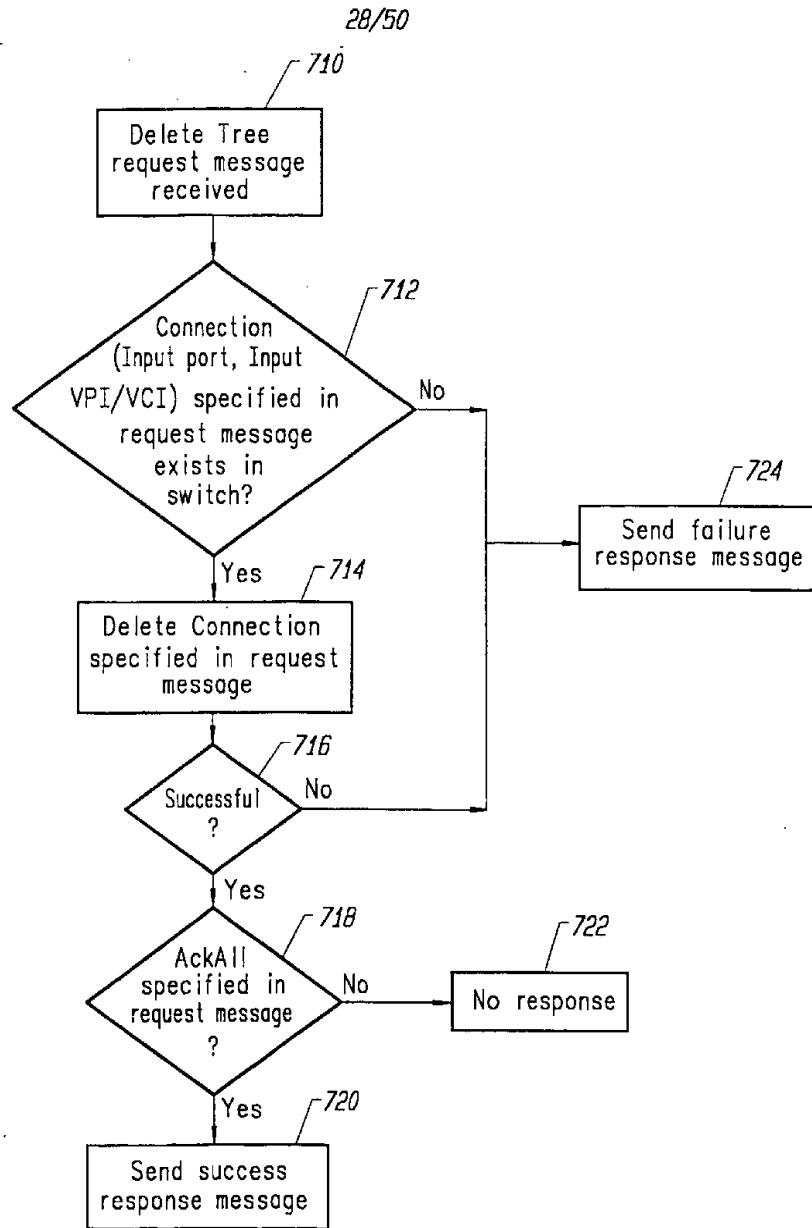 28/50
710
Delete Tree
request message
received
712
Connection
(Input port, Input
VPI/VCI) specified in
request message
exists in
switch?
No
Yes
724
Send failure
response message
714
Delete Connection
specified in request
message
716
Successful
?
No
Yes
718
AckAll
specified in
request message
?
No
722
No response
Yes
720
Send success
response message